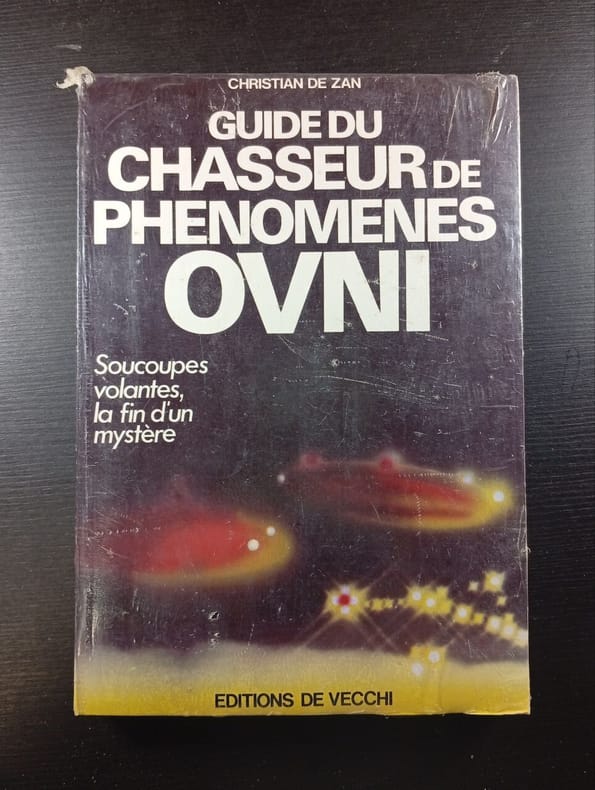 CHRISTIAN DE ZAN
GUIDE DU
CHASSEUR DE
PHENOMENES
OVNI
Soucoupes
volantes,
la fin d'un
mystère
EDITIONS DE VECCHI